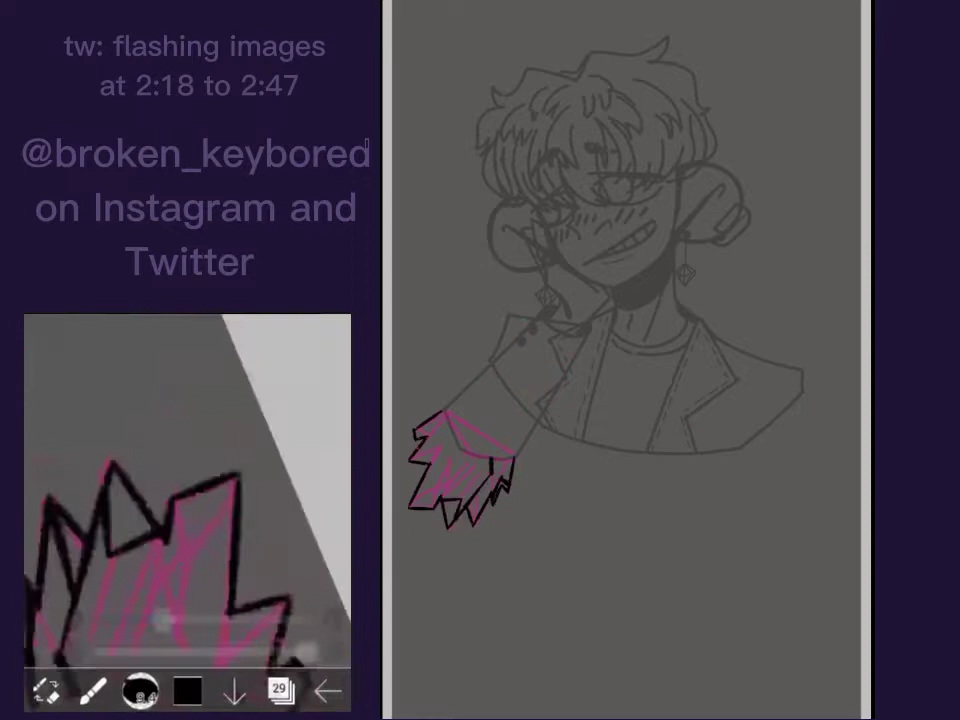 tw: flashing images
at 2:18 to 2:47
@broken_keybored
on Instagram and
Twitter
29